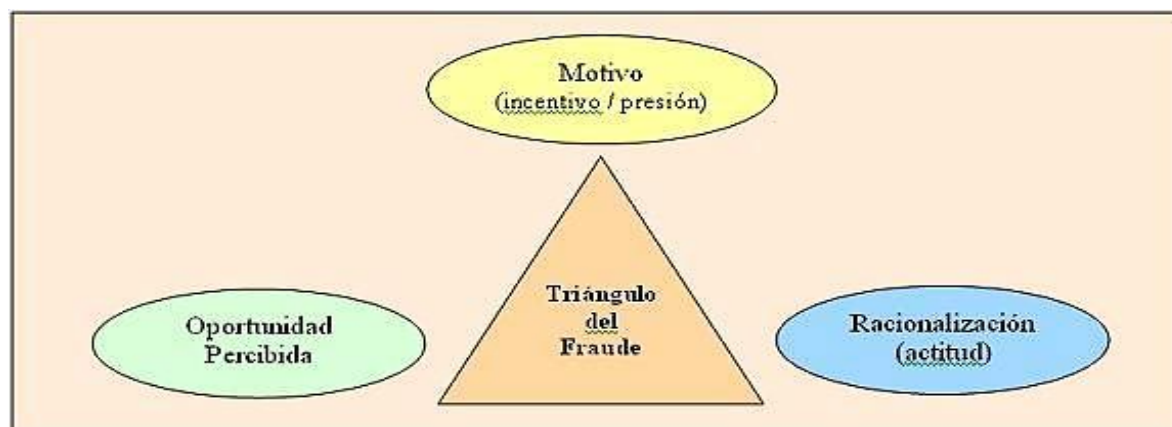 Motivo
(incentivo / presión)
Oportunidad
Percibida
Triángulo
del
Fraude
Racionalización
(actitud)